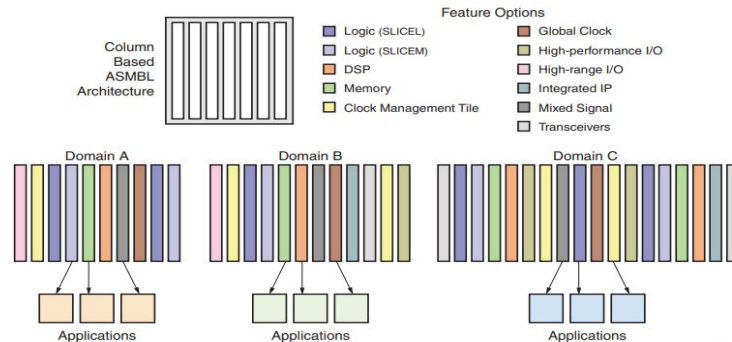 Feature Options
Column
Based
ASMBL
Architecture
Logic (SLICEL)
Logic (SLICEM)
DSP
Memory
Clock Management Tile
Global Clock
High-performance I/O
High-range I/O
Integrated IP
Mixed Signal
Transceivers
Domain A
Domain B
Domain C
Applications
Applications
Applications